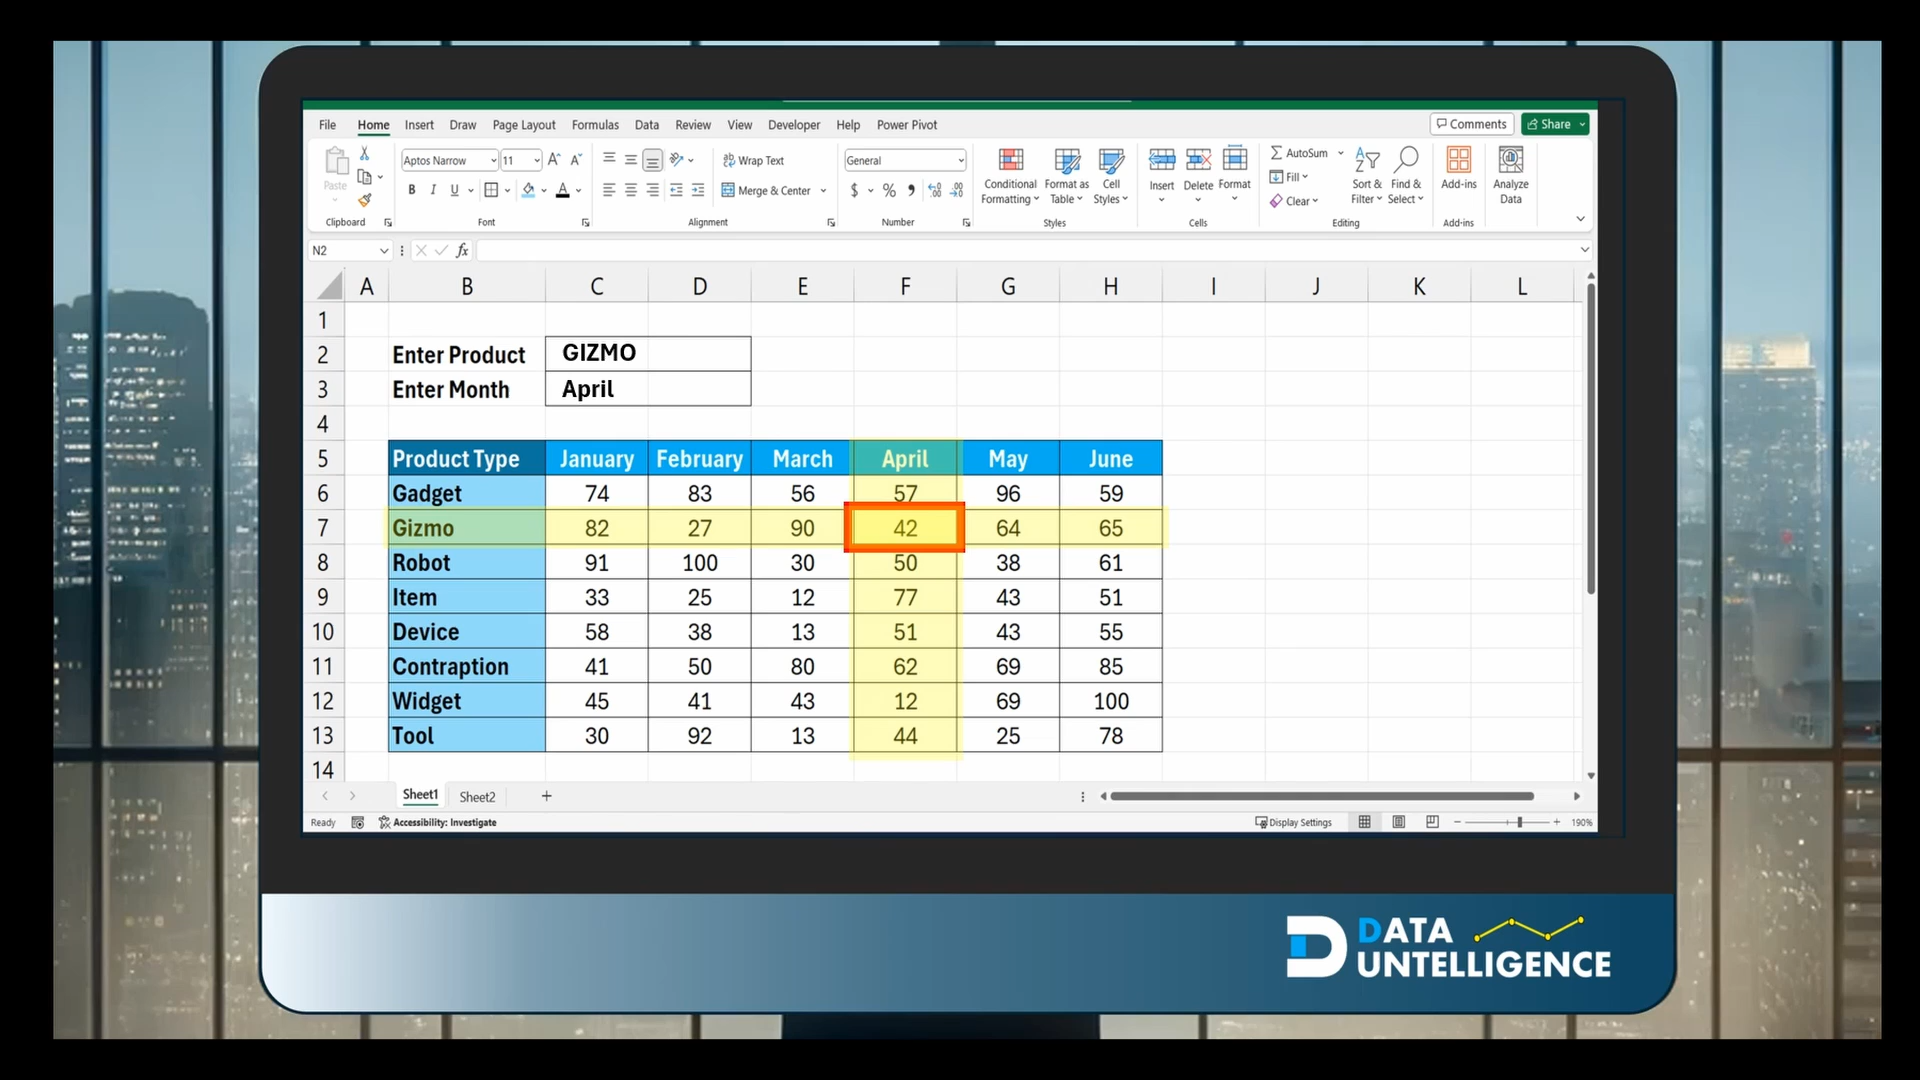 File Home Insert Draw Page Layout Formulas Data Review View Developer Help Power Pivot Comments Share
Paste Aptos Narrow 11 A A ab Wrap Text General Conditional Formatting Format as Table Cell Styles Insert Delete Format AutoSum Fill Clear Sort & Filter Find & Select Add-ins Analyze Data
B I U A Merge & Center $ % 9
Clipboard Font Alignment Number Styles Cells Editing Add-ins
N2 fx
A B C D E F G H I J K L
1
2 Enter Product GIZMO
3 Enter Month April
4
5 Product Type January February March April May June
6 Gadget 74 83 56 57 96 59
7 Gizmo 82 27 90 42 64 65
8 Robot 91 100 30 50 38 61
9 Item 33 25 12 77 43 51
10 Device 58 38 13 51 43 55
11 Contraption 41 50 80 62 69 85
12 Widget 45 41 43 12 69 100
13 Tool 30 92 13 44 25 78
14
Sheet1 Sheet2 +
Ready Accessibility: Investigate Display Settings - + 190%
D DATA
UNTELLIGENCE